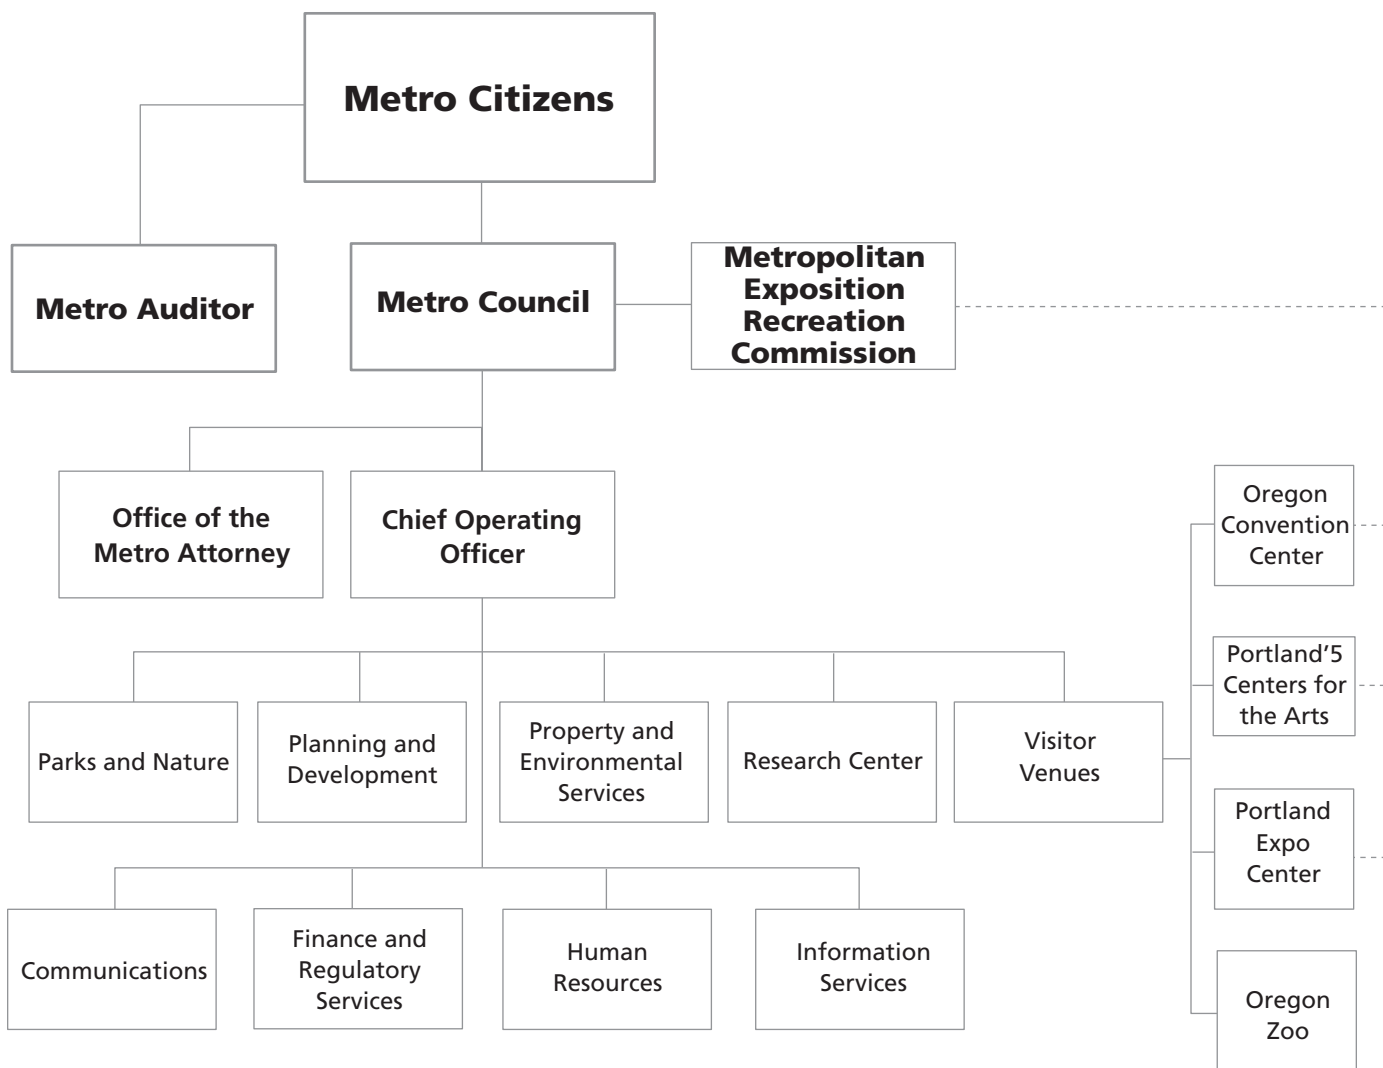 Metro Citizens
Metro Auditor
Metro Council
Metropolitan
Exposition
Recreation
Commission
Office of the
Metro Attorney
Chief Operating
Officer
Oregon
Convention
Center
Portland'5
Centers for
the Arts
Portland
Expo
Center
Oregon
Zoo
Parks and Nature
Planning and
Development
Property and
Environmental
Services
Research Center
Visitor
Venues
Communications
Finance and
Regulatory
Services
Human
Resources
Information
Services